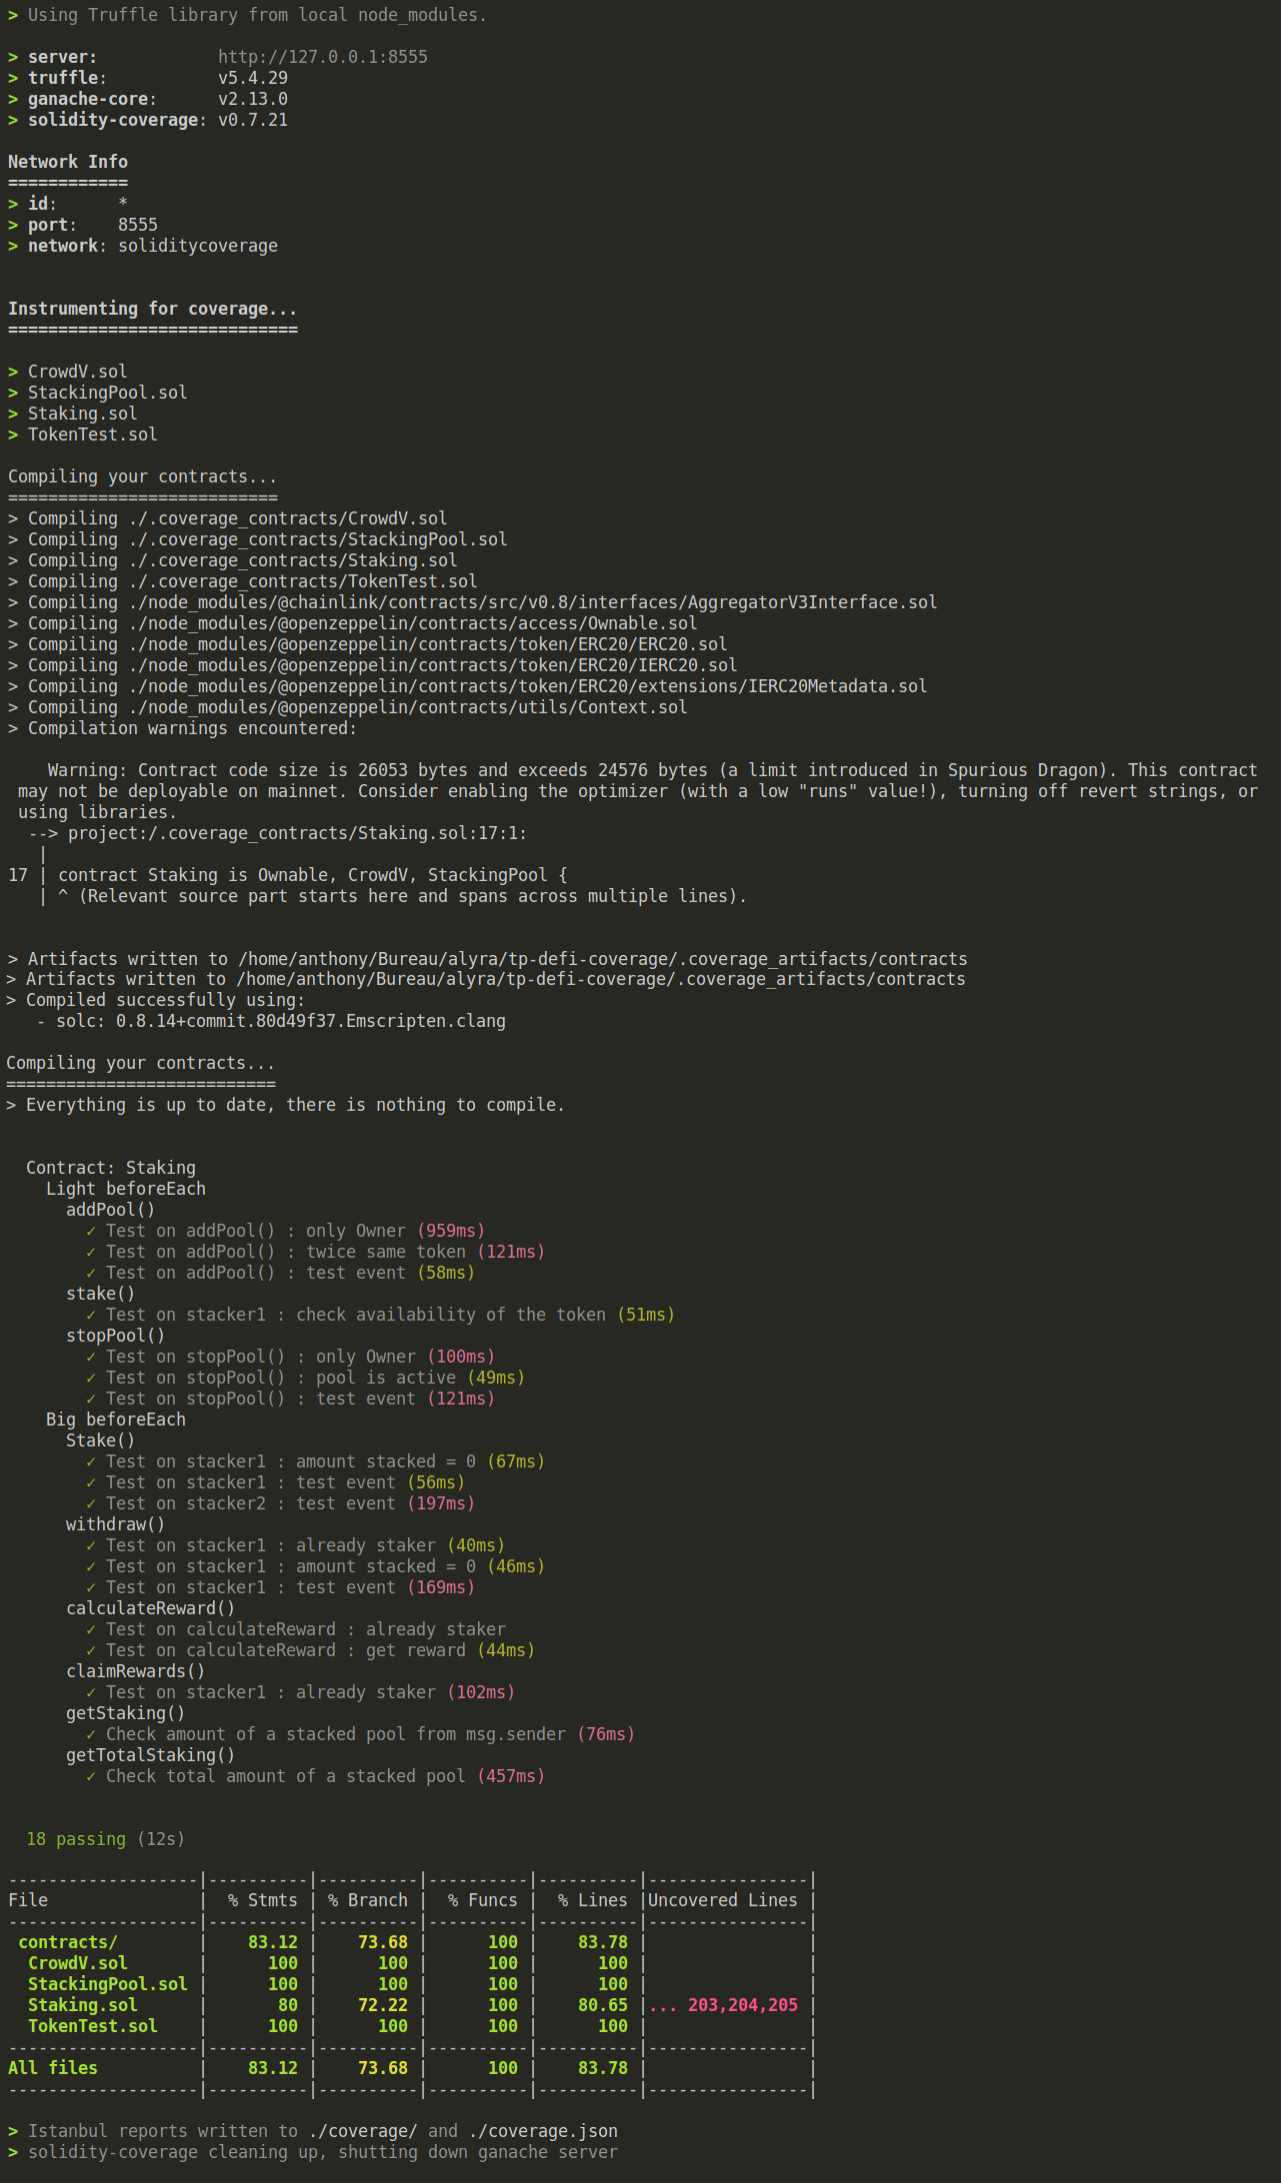 > Using Truffle library from local node_modules.
> server:            http://127.0.0.1:8555
> truffle:           v5.4.29
> ganache-core:      v2.13.0
> solidity-coverage: v0.7.21
Network Info
============
> id:      *
> port:    8555
> network: soliditycoverage
Instrumenting for coverage...
=============================
> CrowdV.sol
> StackingPool.sol
> Staking.sol
> TokenTest.sol
Compiling your contracts...
===========================
> Compiling ./.coverage_contracts/CrowdV.sol
> Compiling ./.coverage_contracts/StackingPool.sol
> Compiling ./.coverage_contracts/Staking.sol
> Compiling ./.coverage_contracts/TokenTest.sol
> Compiling ./node_modules/@chainlink/contracts/src/v0.8/interfaces/AggregatorV3Interface.sol
> Compiling ./node_modules/@openzeppelin/contracts/access/Ownable.sol
> Compiling ./node_modules/@openzeppelin/contracts/token/ERC20/ERC20.sol
> Compiling ./node_modules/@openzeppelin/contracts/token/ERC20/IERC20.sol
> Compiling ./node_modules/@openzeppelin/contracts/token/ERC20/extensions/IERC20Metadata.sol
> Compiling ./node_modules/@openzeppelin/contracts/utils/Context.sol
> Compilation warnings encountered:
    Warning: Contract code size is 26053 bytes and exceeds 24576 bytes (a limit introduced in Spurious Dragon). This contract
 may not be deployable on mainnet. Consider enabling the optimizer (with a low "runs" value!), turning off revert strings, or
 using libraries.
  --> project:/.coverage_contracts/Staking.sol:17:1:
   |
17 | contract Staking is Ownable, CrowdV, StackingPool {
   | ^ (Relevant source part starts here and spans across multiple lines).
> Artifacts written to /home/anthony/Bureau/alyra/tp-defi-coverage/.coverage_artifacts/contracts
> Artifacts written to /home/anthony/Bureau/alyra/tp-defi-coverage/.coverage_artifacts/contracts
> Compiled successfully using:
   - solc: 0.8.14+commit.80d49f37.Emscripten.clang
Compiling your contracts...
===========================
> Everything is up to date, there is nothing to compile.
  Contract: Staking
    Light beforeEach
      addPool()
        ✓ Test on addPool() : only Owner (959ms)
        ✓ Test on addPool() : twice same token (121ms)
        ✓ Test on addPool() : test event (58ms)
      stake()
        ✓ Test on stacker1 : check availability of the token (51ms)
      stopPool()
        ✓ Test on stopPool() : only Owner (100ms)
        ✓ Test on stopPool() : pool is active (49ms)
        ✓ Test on stopPool() : test event (121ms)
    Big beforeEach
      Stake()
        ✓ Test on stacker1 : amount stacked = 0 (67ms)
        ✓ Test on stacker1 : test event (56ms)
        ✓ Test on stacker2 : test event (197ms)
      withdraw()
        ✓ Test on stacker1 : already staker (40ms)
        ✓ Test on stacker1 : amount stacked = 0 (46ms)
        ✓ Test on stacker1 : test event (169ms)
      calculateReward()
        ✓ Test on calculateReward : already staker
        ✓ Test on calculateReward : get reward (44ms)
      claimRewards()
        ✓ Test on stacker1 : already staker (102ms)
      getStaking()
        ✓ Check amount of a stacked pool from msg.sender (76ms)
      getTotalStaking()
        ✓ Check total amount of a stacked pool (457ms)
  18 passing (12s)
-------------------|----------|----------|----------|----------|----------------|
File               |  % Stmts | % Branch |  % Funcs |  % Lines |Uncovered Lines |
-------------------|----------|----------|----------|----------|----------------|
 contracts/        |    83.12 |    73.68 |      100 |    83.78 |                |
  CrowdV.sol       |      100 |      100 |      100 |      100 |                |
  StackingPool.sol |      100 |      100 |      100 |      100 |                |
  Staking.sol      |       80 |    72.22 |      100 |    80.65 |... 203,204,205 |
  TokenTest.sol    |      100 |      100 |      100 |      100 |                |
-------------------|----------|----------|----------|----------|----------------|
All files          |    83.12 |    73.68 |      100 |    83.78 |                |
-------------------|----------|----------|----------|----------|----------------|
> Istanbul reports written to ./coverage/ and ./coverage.json
> solidity-coverage cleaning up, shutting down ganache server